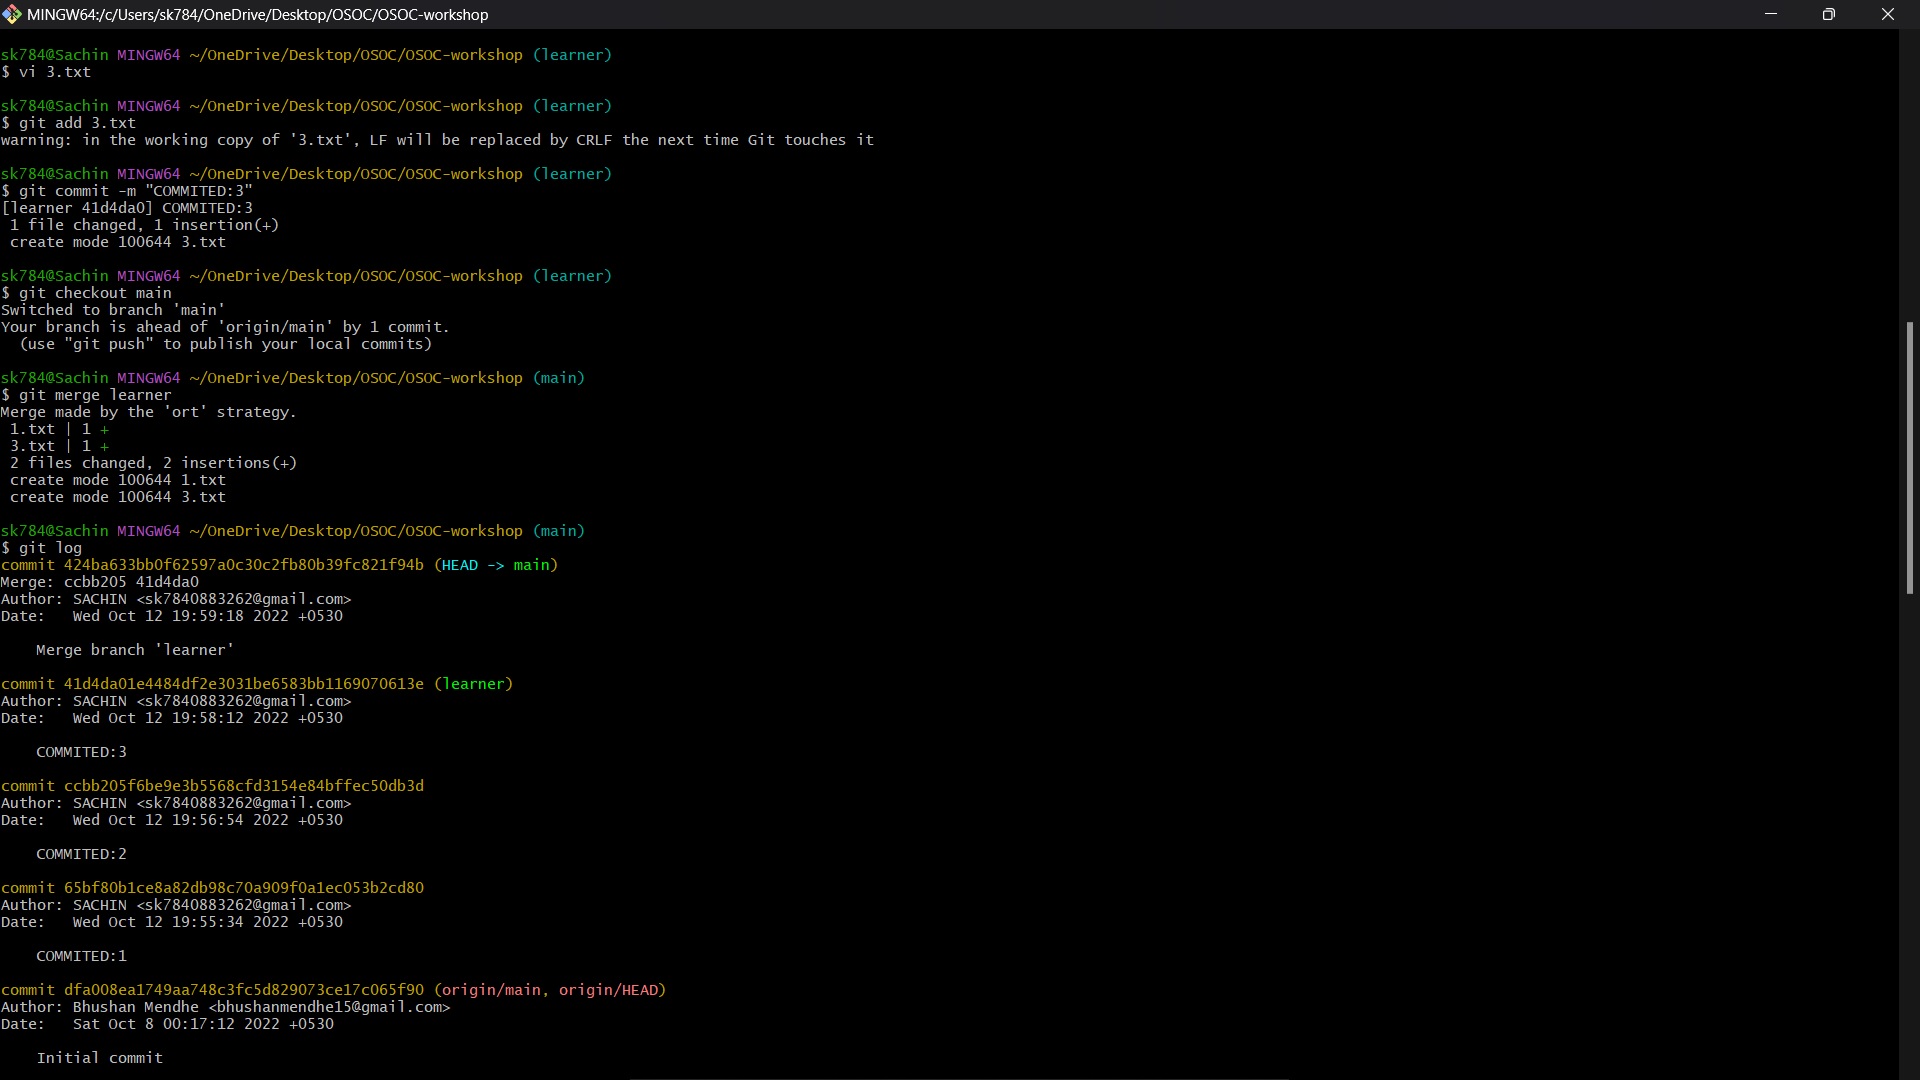 MINGW64:/c/Users/sk784/OneDrive/Desktop/OSOC/OSOC-workshop
sk784@Sachin MINGW64 ~/OneDrive/Desktop/OSOC/OSOC-workshop (learner)
$ vi 3.txt
sk784@Sachin MINGW64 ~/OneDrive/Desktop/OSOC/OSOC-workshop (learner)
$ git add 3.txt
warning: in the working copy of '3.txt', LF will be replaced by CRLF the next time Git touches it
sk784@Sachin MINGW64 ~/OneDrive/Desktop/OSOC/OSOC-workshop (learner)
$ git commit -m "COMMITED:3"
[learner 41d4da0] COMMITED:3
 1 file changed, 1 insertion(+)
 create mode 100644 3.txt
sk784@Sachin MINGW64 ~/OneDrive/Desktop/OSOC/OSOC-workshop (learner)
$ git checkout main
Switched to branch 'main'
Your branch is ahead of 'origin/main' by 1 commit.
  (use "git push" to publish your local commits)
sk784@Sachin MINGW64 ~/OneDrive/Desktop/OSOC/OSOC-workshop (main)
$ git merge learner
Merge made by the 'ort' strategy.
 1.txt | 1 +
 3.txt | 1 +
 2 files changed, 2 insertions(+)
 create mode 100644 1.txt
 create mode 100644 3.txt
sk784@Sachin MINGW64 ~/OneDrive/Desktop/OSOC/OSOC-workshop (main)
$ git log
commit 424ba633bb0f62597a0c30c2fb80b39fc821f94b (HEAD -> main)
Merge: ccbb205 41d4da0
Author: SACHIN <sk7840883262@gmail.com>
Date:   Wed Oct 12 19:59:18 2022 +0530
    Merge branch 'learner'
commit 41d4da01e4484df2e3031be6583bb1169070613e (learner)
Author: SACHIN <sk7840883262@gmail.com>
Date:   Wed Oct 12 19:58:12 2022 +0530
    COMMITED:3
commit ccbb205f6be9e3b5568cfd3154e84bffec50db3d
Author: SACHIN <sk7840883262@gmail.com>
Date:   Wed Oct 12 19:56:54 2022 +0530
    COMMITED:2
commit 65bf80b1ce8a82db98c70a909f0a1ec053b2cd80
Author: SACHIN <sk7840883262@gmail.com>
Date:   Wed Oct 12 19:55:34 2022 +0530
    COMMITED:1
commit dfa008ea1749aa748c3fc5d829073ce17c065f90 (origin/main, origin/HEAD)
Author: Bhushan Mendhe <bhushanmendhe15@gmail.com>
Date:   Sat Oct 8 00:17:12 2022 +0530
    Initial commit